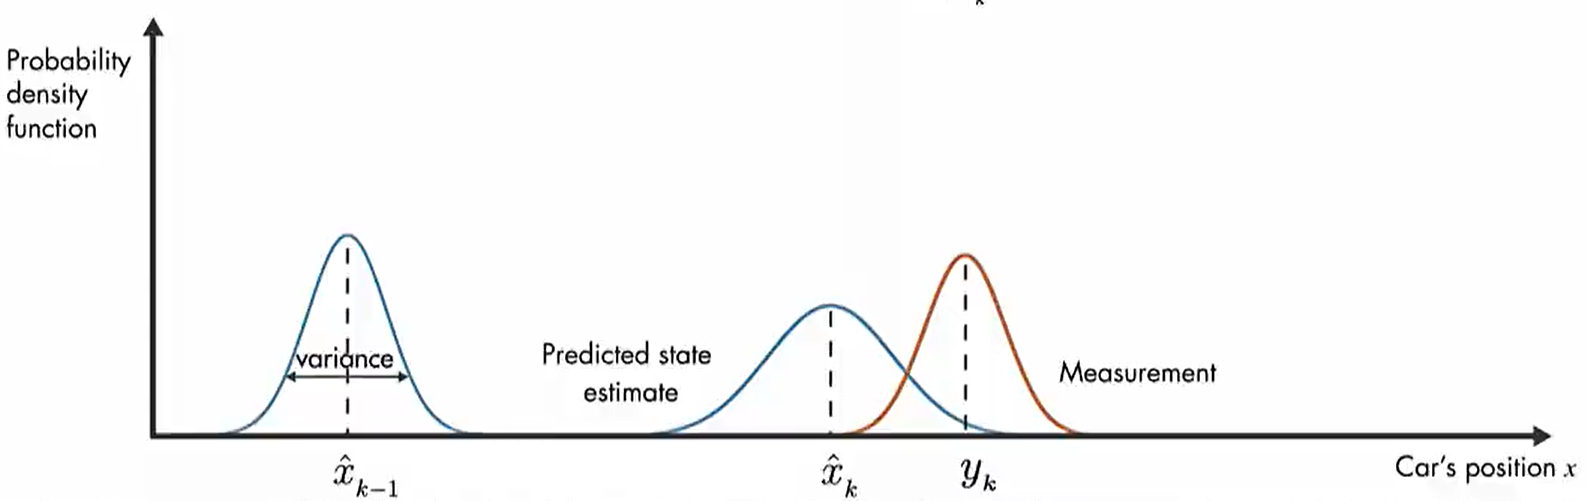 k
Probability
density
function
variance
Predicted state
estimate
Measurement
x̂ₖ₋₁
x̂ₖ
yₖ
Car's position x